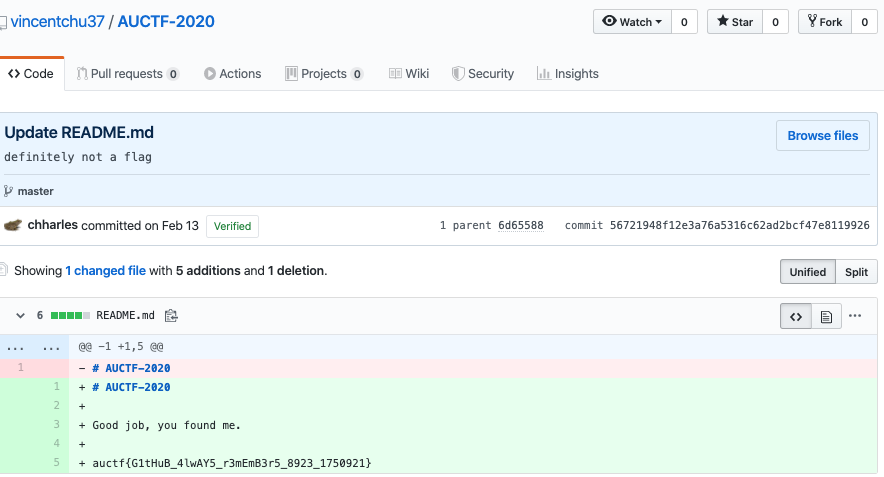 vincentchu37 / AUCTF-2020
Watch 0 Star 0 Fork 0
Code Pull requests 0 Actions Projects 0 Wiki Security Insights
Update README.md
Browse files
definitely not a flag
master
chharles committed on Feb 13 Verified 1 parent 6d65588 commit 56721948f12e3a76a5316c62ad2bcf47e8119926
Showing 1 changed file with 5 additions and 1 deletion.
Unified Split
6 README.md
... ... @@ -1 +1,5 @@
1 - # AUCTF-2020
1 + # AUCTF-2020
2 +
3 + Good job, you found me.
4 +
5 + auctf{G1tHuB_4lwAY5_r3mEmB3r5_8923_1750921}